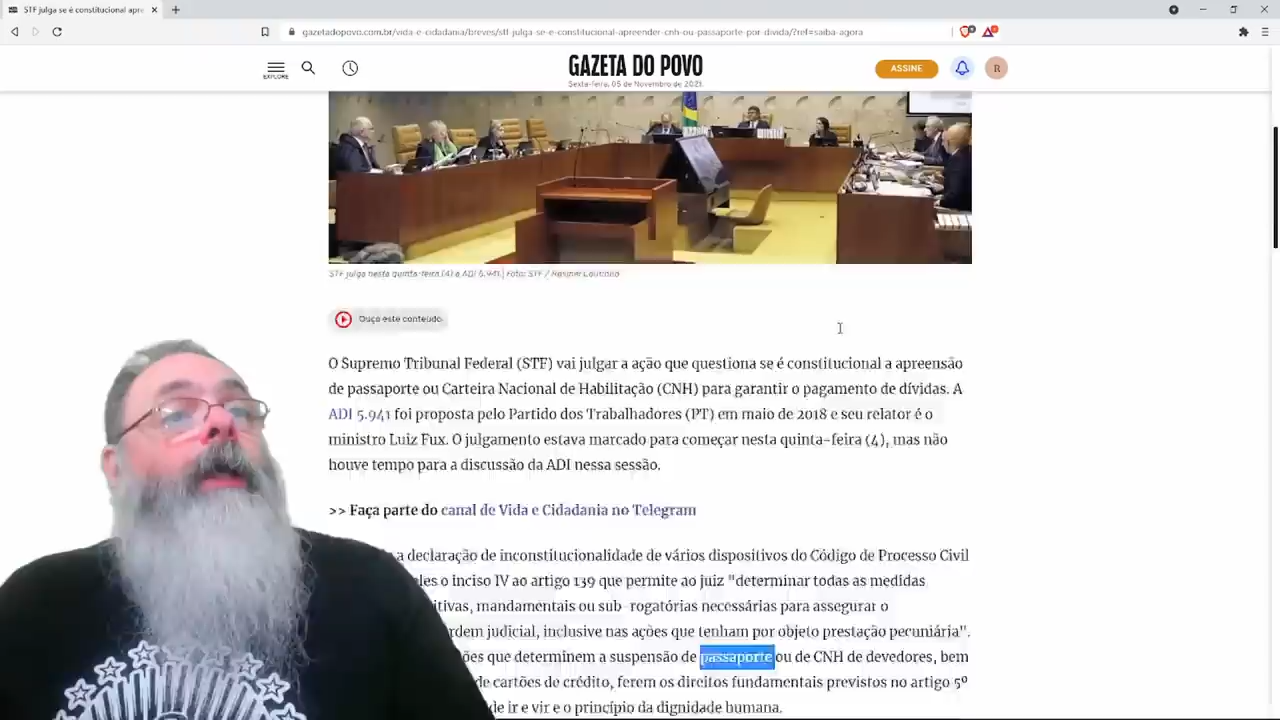 STF julga se é constitucional apre
gazetadopovo.com.br/vida-e-cidadania/breves/stf-julga-se-e-constitucional-apreender-cnh-ou-passaporte-por-divida/?ref=saiba-agora
EXPLORE
GAZETA DO POVO
Sexta-feira, 05 de Novembro de 2021.
ASSINE
R
STF julga nesta quinta-feira (4) a ADI 5.941. | Foto: STF /
Ouça este conteúdo
O Supremo Tribunal Federal (STF) vai julgar a ação que questiona se é constitucional a apreensão
de passaporte ou Carteira Nacional de Habilitação (CNH) para garantir o pagamento de dívidas. A
ADI 5.941 foi proposta pelo Partido dos Trabalhadores (PT) em maio de 2018 e seu relator é o
ministro Luiz Fux. O julgamento estava marcado para começar nesta quinta-feira (4), mas não
houve tempo para a discussão da ADI nessa sessão.
>> Faça parte do canal de Vida e Cidadania no Telegram
a declaração de inconstitucionalidade de vários dispositivos do Código de Processo Civil
les o inciso IV ao artigo 139 que permite ao juiz "determinar todas as medidas
itivas, mandamentais ou sub-rogatórias necessárias para assegurar o
rdem judicial, inclusive nas ações que tenham por objeto prestação pecuniária".
ões que determinem a suspensão de passaporte ou de CNH de devedores, bem
de cartões de crédito, ferem os direitos fundamentais previstos no artigo 5º
de ir e vir e o princípio da dignidade humana.